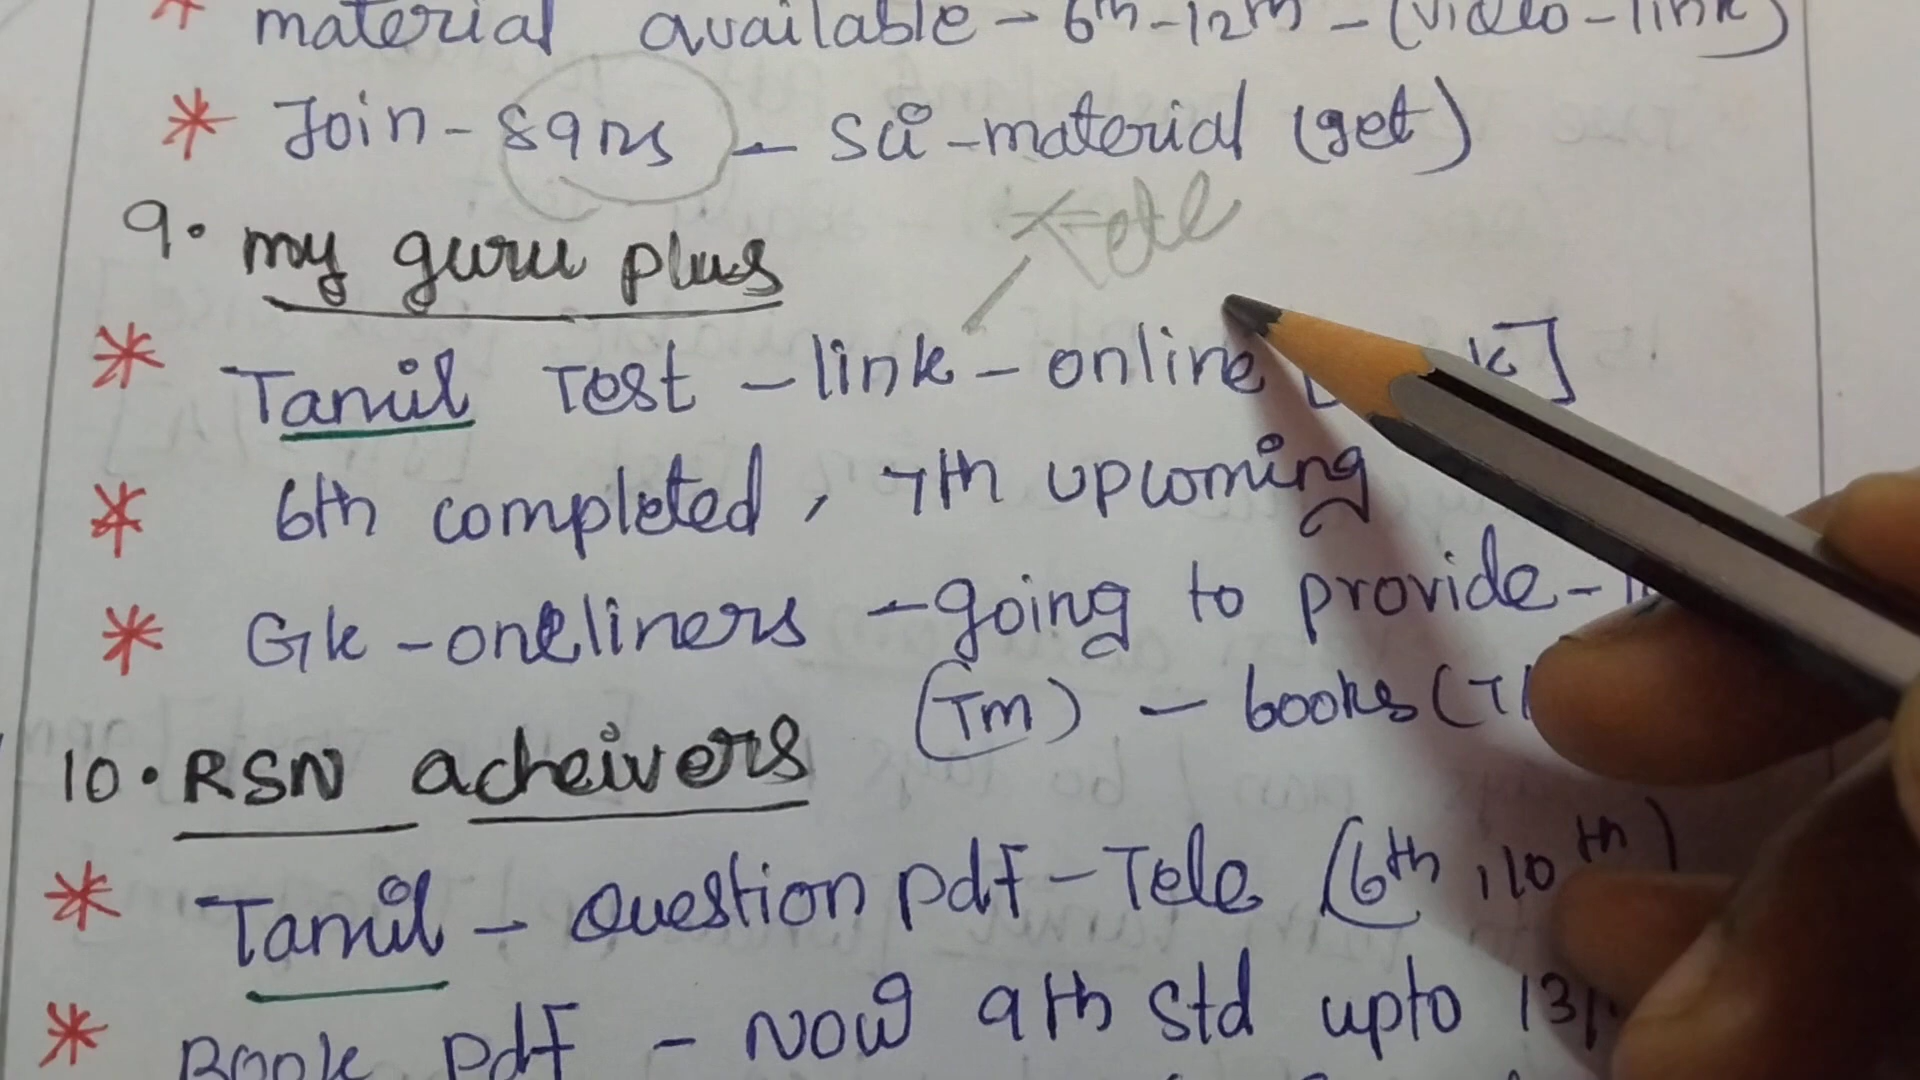 * material available - 6th - 12th - (video - link)
* Join - - sci - material (get)
Tele
9. my guru plus
* Tamil Test - link - online [ k]
* 6th completed, 7th upcoming
* Gk - oneliners - going to provide -
(Tm) - books (
10. RSN acheivers
* Tamil - Question pdf - Tele (6th, 10th)
* Book pdf - NOW 9th std upto 13